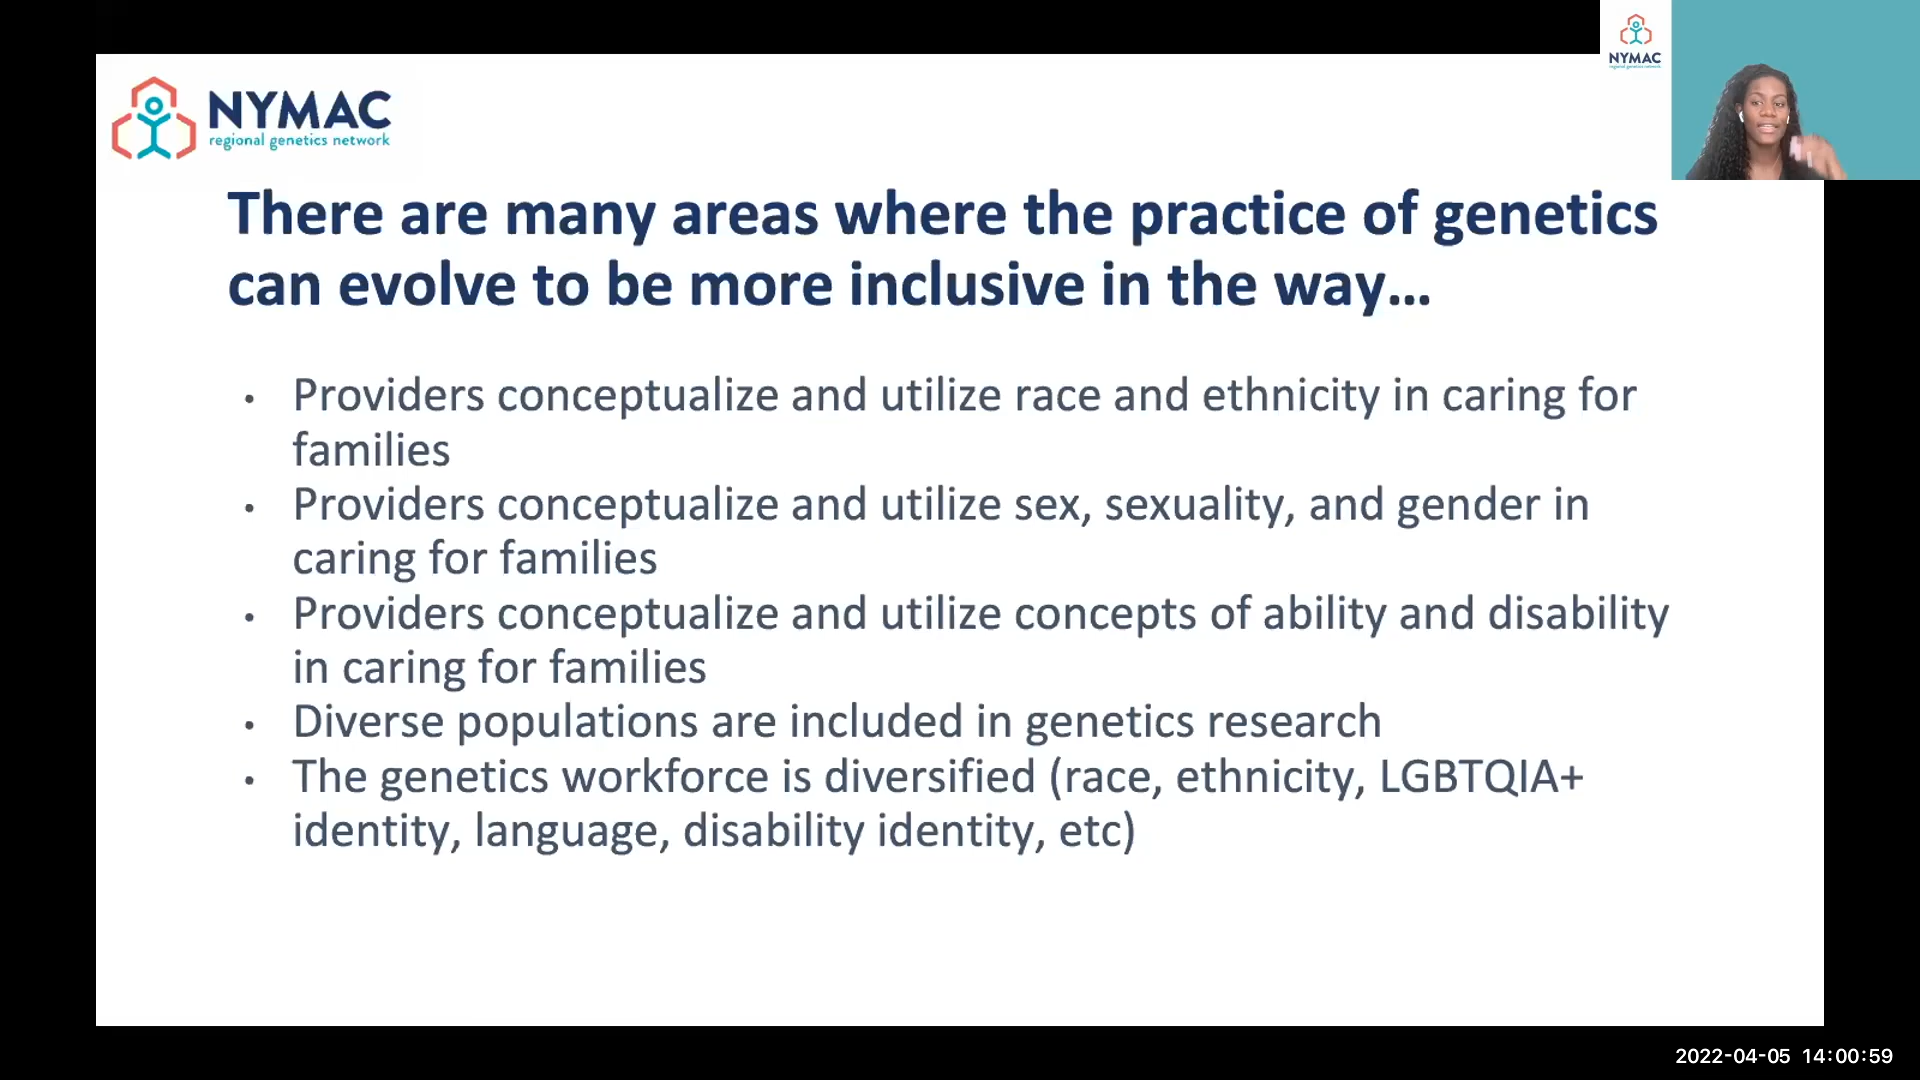 NYMAC
regional genetics network
NYMAC
regional genetics network
There are many areas where the practice of genetics
can evolve to be more inclusive in the way...
• Providers conceptualize and utilize race and ethnicity in caring for
families
• Providers conceptualize and utilize sex, sexuality, and gender in
caring for families
• Providers conceptualize and utilize concepts of ability and disability
in caring for families
• Diverse populations are included in genetics research
• The genetics workforce is diversified (race, ethnicity, LGBTQIA+
identity, language, disability identity, etc)
2022-04-05 14:00:59